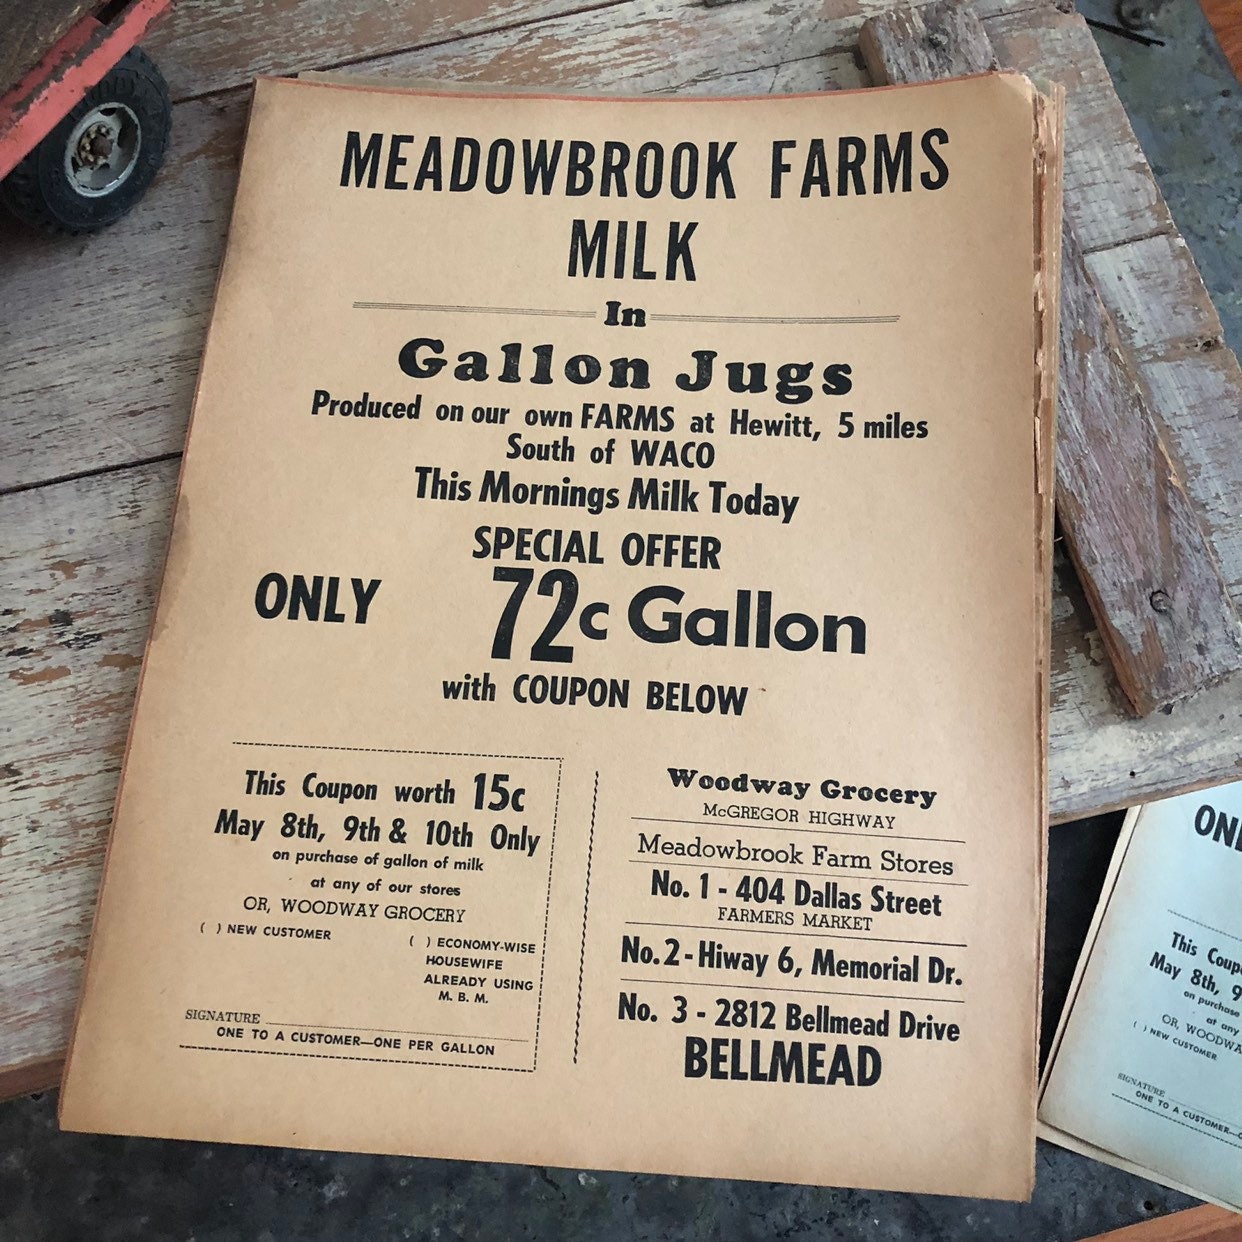 MEADOWBROOK FARMS
MILK
In
Gallon Jugs
Produced on our own FARMS at Hewitt, 5 miles
South of WACO
This Mornings Milk Today
SPECIAL OFFER
ONLY 72c Gallon
with COUPON BELOW
This Coupon worth 15c
May 8th, 9th & 10th Only
on purchase of gallon of milk
at any of our stores
OR, WOODWAY GROCERY
( ) NEW CUSTOMER
( ) ECONOMY-WISE
HOUSEWIFE
ALREADY USING
M. B. M.
SIGNATURE
ONE TO A CUSTOMER—ONE PER GALLON
Woodway Grocery
McGREGOR HIGHWAY
Meadowbrook Farm Stores
No. 1 - 404 Dallas Street
FARMERS MARKET
No. 2 - Hiway 6, Memorial Dr.
No. 3 - 2812 Bellmead Drive
BELLMEAD
This
May 8th,
on purchase
at any
OR,
( ) NEW CUSTOMER
SIGNATURE
ONE TO A CUSTOMER